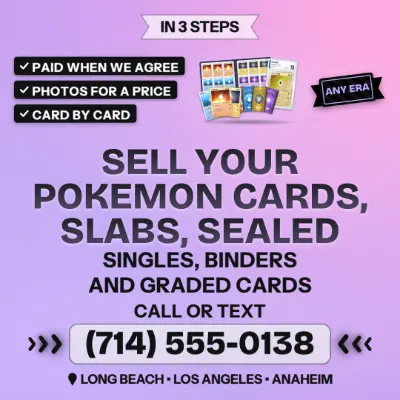 IN 3 STEPS
✓ PAID WHEN WE AGREE
✓ PHOTOS FOR A PRICE
✓ CARD BY CARD
ANY ERA
SELL YOUR
POKEMON CARDS,
SLABS, SEALED
SINGLES, BINDERS
AND GRADED CARDS
CALL OR TEXT
(714) 555-0138
LONG BEACH • LOS ANGELES • ANAHEIM